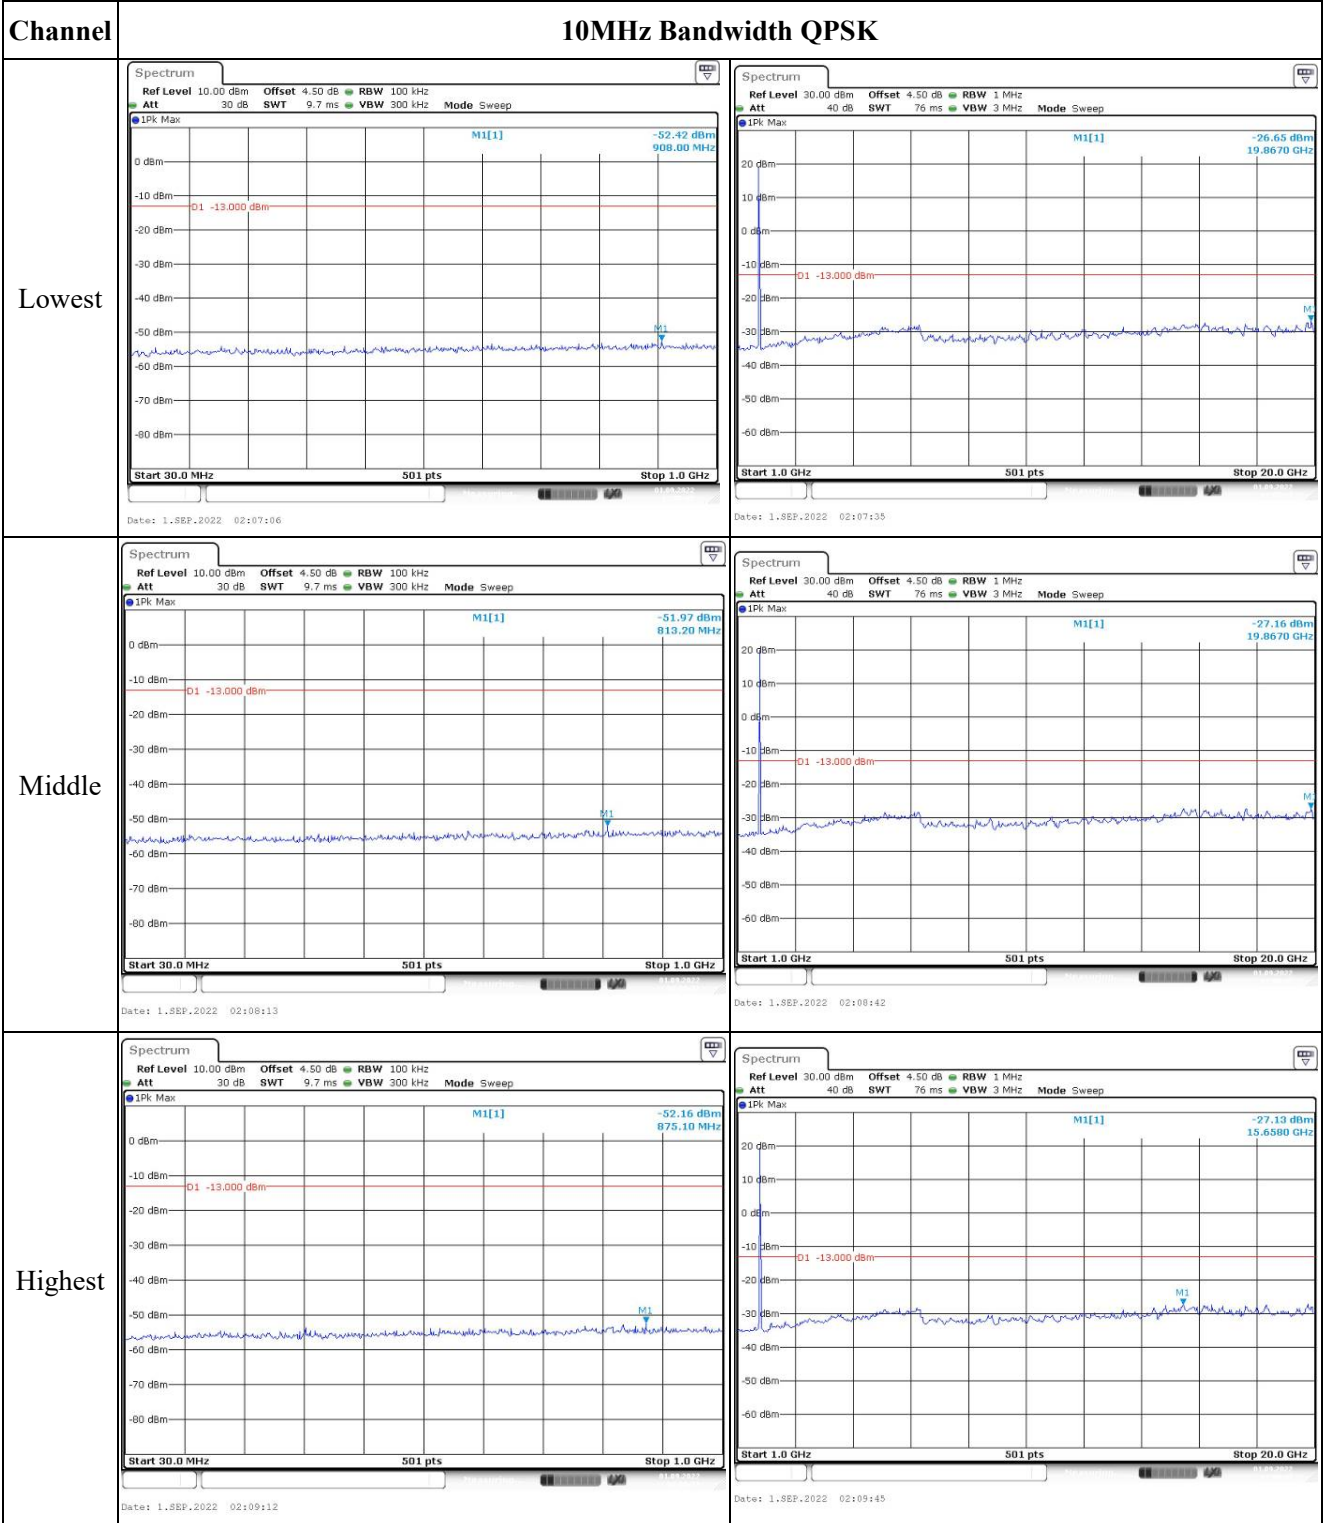 Channel 10MHz Bandwidth QPSK
Lowest
Spectrum
Ref Level 10.00 dBm Offset 4.50 dB RBW 100 kHz
Att 30 dB SWT 9.7 ms VBW 300 kHz Mode Sweep
1Pk Max
M1[1] -52.42 dBm
908.00 MHz
0 dBm
-10 dBm
D1 -13.000 dBm
-20 dBm
-30 dBm
-40 dBm
-50 dBm
M1
-60 dBm
-70 dBm
-80 dBm
Start 30.0 MHz 501 pts Stop 1.0 GHz
Date: 1.SEP.2022 02:07:06
Spectrum
Ref Level 30.00 dBm Offset 4.50 dB RBW 1 MHz
Att 40 dB SWT 76 ms VBW 3 MHz Mode Sweep
1Pk Max
M1[1] -26.65 dBm
19.8670 GHz
20 dBm
10 dBm
0 dBm
-10 dBm
D1 -13.000 dBm
-20 dBm
M1
-30 dBm
-40 dBm
-50 dBm
-60 dBm
Start 1.0 GHz 501 pts Stop 20.0 GHz
Date: 1.SEP.2022 02:07:35
Middle
Spectrum
Ref Level 10.00 dBm Offset 4.50 dB RBW 100 kHz
Att 30 dB SWT 9.7 ms VBW 300 kHz Mode Sweep
1Pk Max
M1[1] -51.97 dBm
813.20 MHz
0 dBm
-10 dBm
D1 -13.000 dBm
-20 dBm
-30 dBm
-40 dBm
-50 dBm
M1
-60 dBm
-70 dBm
-80 dBm
Start 30.0 MHz 501 pts Stop 1.0 GHz
Date: 1.SEP.2022 02:08:13
Spectrum
Ref Level 30.00 dBm Offset 4.50 dB RBW 1 MHz
Att 40 dB SWT 76 ms VBW 3 MHz Mode Sweep
1Pk Max
M1[1] -27.16 dBm
19.8670 GHz
20 dBm
10 dBm
0 dBm
-10 dBm
D1 -13.000 dBm
-20 dBm
M1
-30 dBm
-40 dBm
-50 dBm
-60 dBm
Start 1.0 GHz 501 pts Stop 20.0 GHz
Date: 1.SEP.2022 02:08:42
Highest
Spectrum
Ref Level 10.00 dBm Offset 4.50 dB RBW 100 kHz
Att 30 dB SWT 9.7 ms VBW 300 kHz Mode Sweep
1Pk Max
M1[1] -52.16 dBm
875.10 MHz
0 dBm
-10 dBm
D1 -13.000 dBm
-20 dBm
-30 dBm
-40 dBm
-50 dBm
M1
-60 dBm
-70 dBm
-80 dBm
Start 30.0 MHz 501 pts Stop 1.0 GHz
Date: 1.SEP.2022 02:09:12
Spectrum
Ref Level 30.00 dBm Offset 4.50 dB RBW 1 MHz
Att 40 dB SWT 76 ms VBW 3 MHz Mode Sweep
1Pk Max
M1[1] -27.13 dBm
15.6580 GHz
20 dBm
10 dBm
0 dBm
-10 dBm
D1 -13.000 dBm
-20 dBm
M1
-30 dBm
-40 dBm
-50 dBm
-60 dBm
Start 1.0 GHz 501 pts Stop 20.0 GHz
Date: 1.SEP.2022 02:09:45